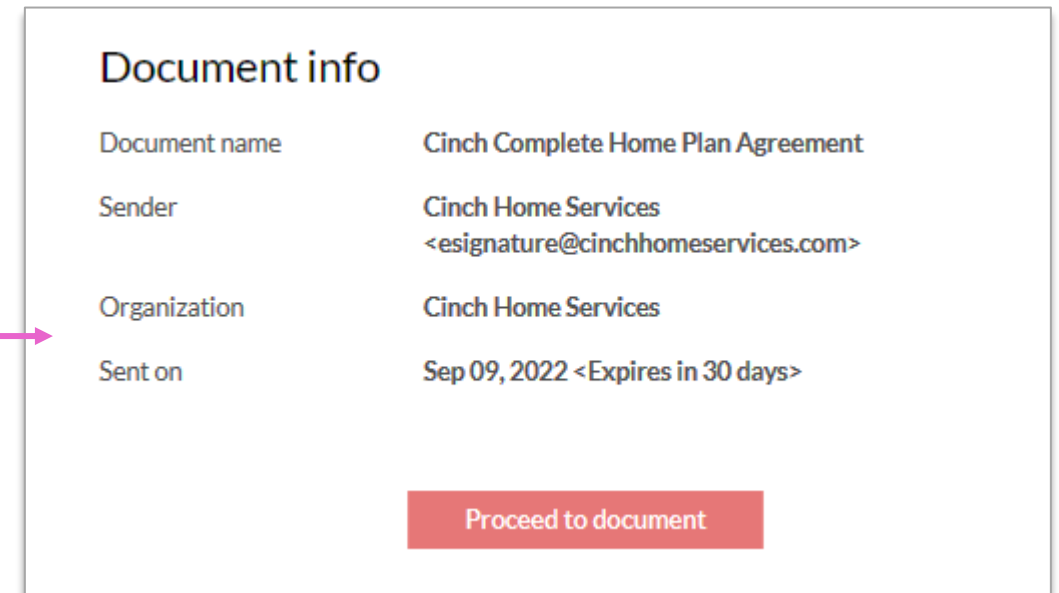 Document info
Document name Cinch Complete Home Plan Agreement
Sender Cinch Home Services
<esignature@cinchhomeservices.com>
Organization Cinch Home Services
Sent on Sep 09, 2022 <Expires in 30 days>
Proceed to document